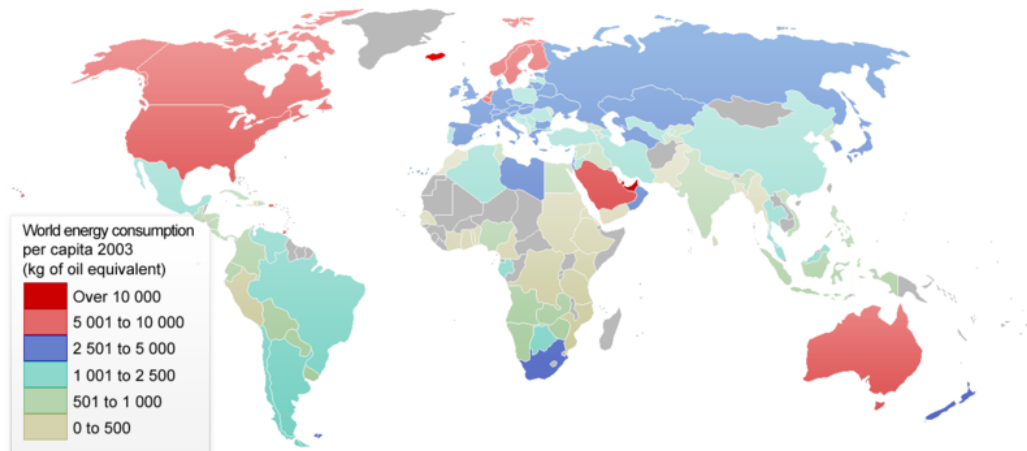 World energy consumption
per capita 2003
(kg of oil equivalent)
Over 10 000
5 001 to 10 000
2 501 to 5 000
1 001 to 2 500
501 to 1 000
0 to 500